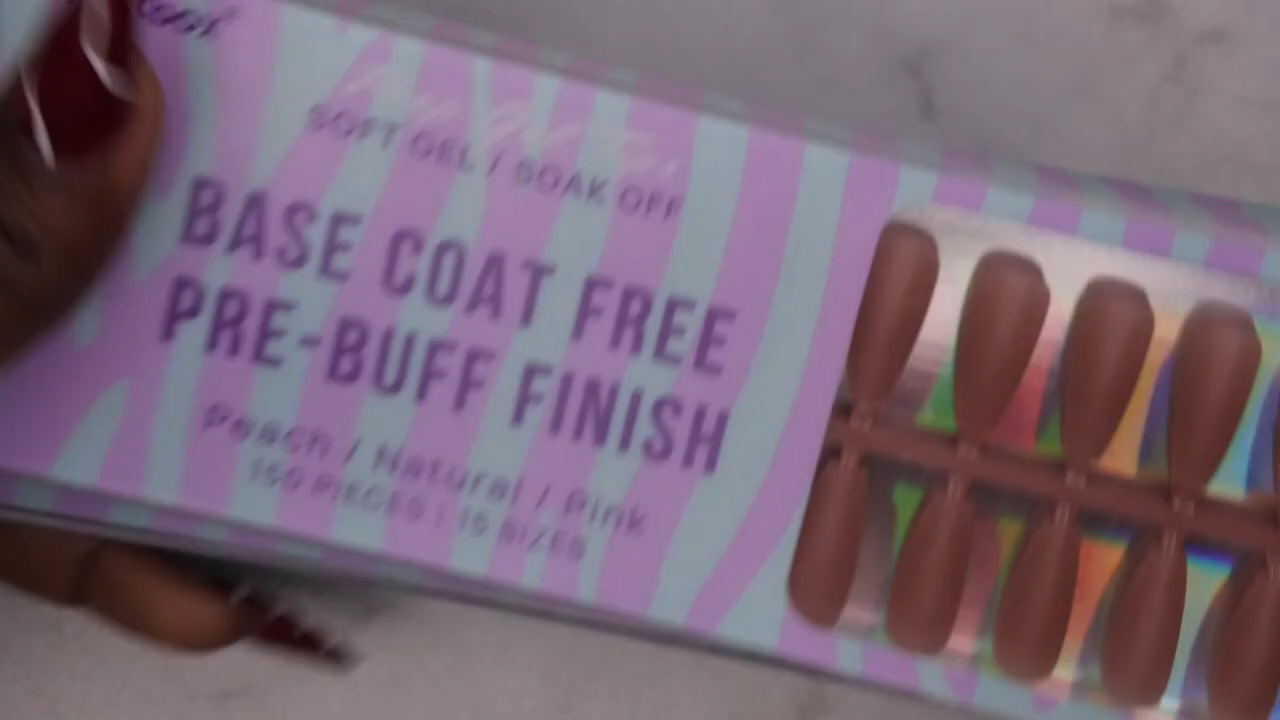 SOFT GEL / SOAK OFF
BASE COAT FREE
PRE-BUFF FINISH
Peach / Natural / Pink
150 PIECES | 15 SIZES